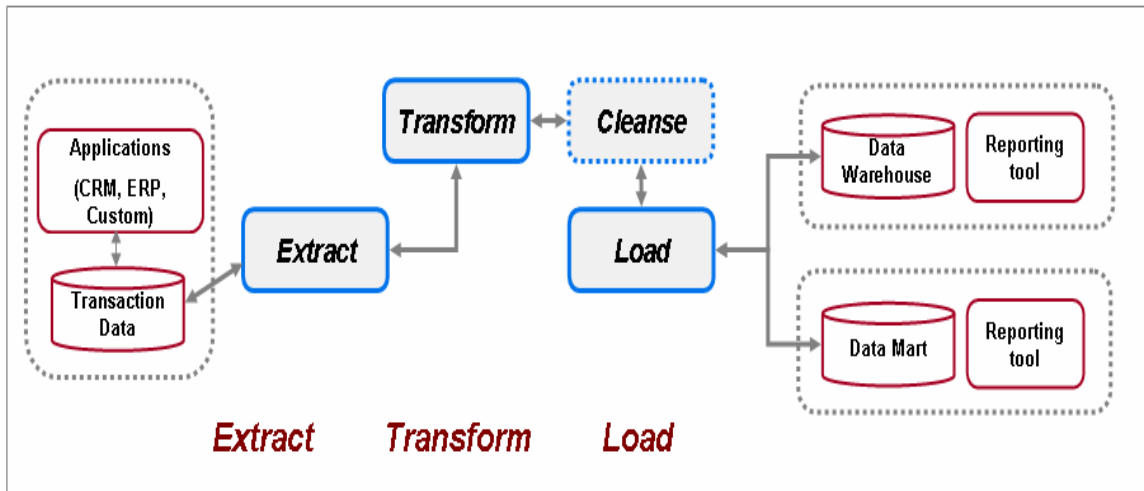 Applications
(CRM, ERP,
Custom)
Transaction
Data
Extract
Transform
Cleanse
Load
Data
Warehouse
Reporting
tool
Data Mart
Reporting
tool
Extract
Transform
Load